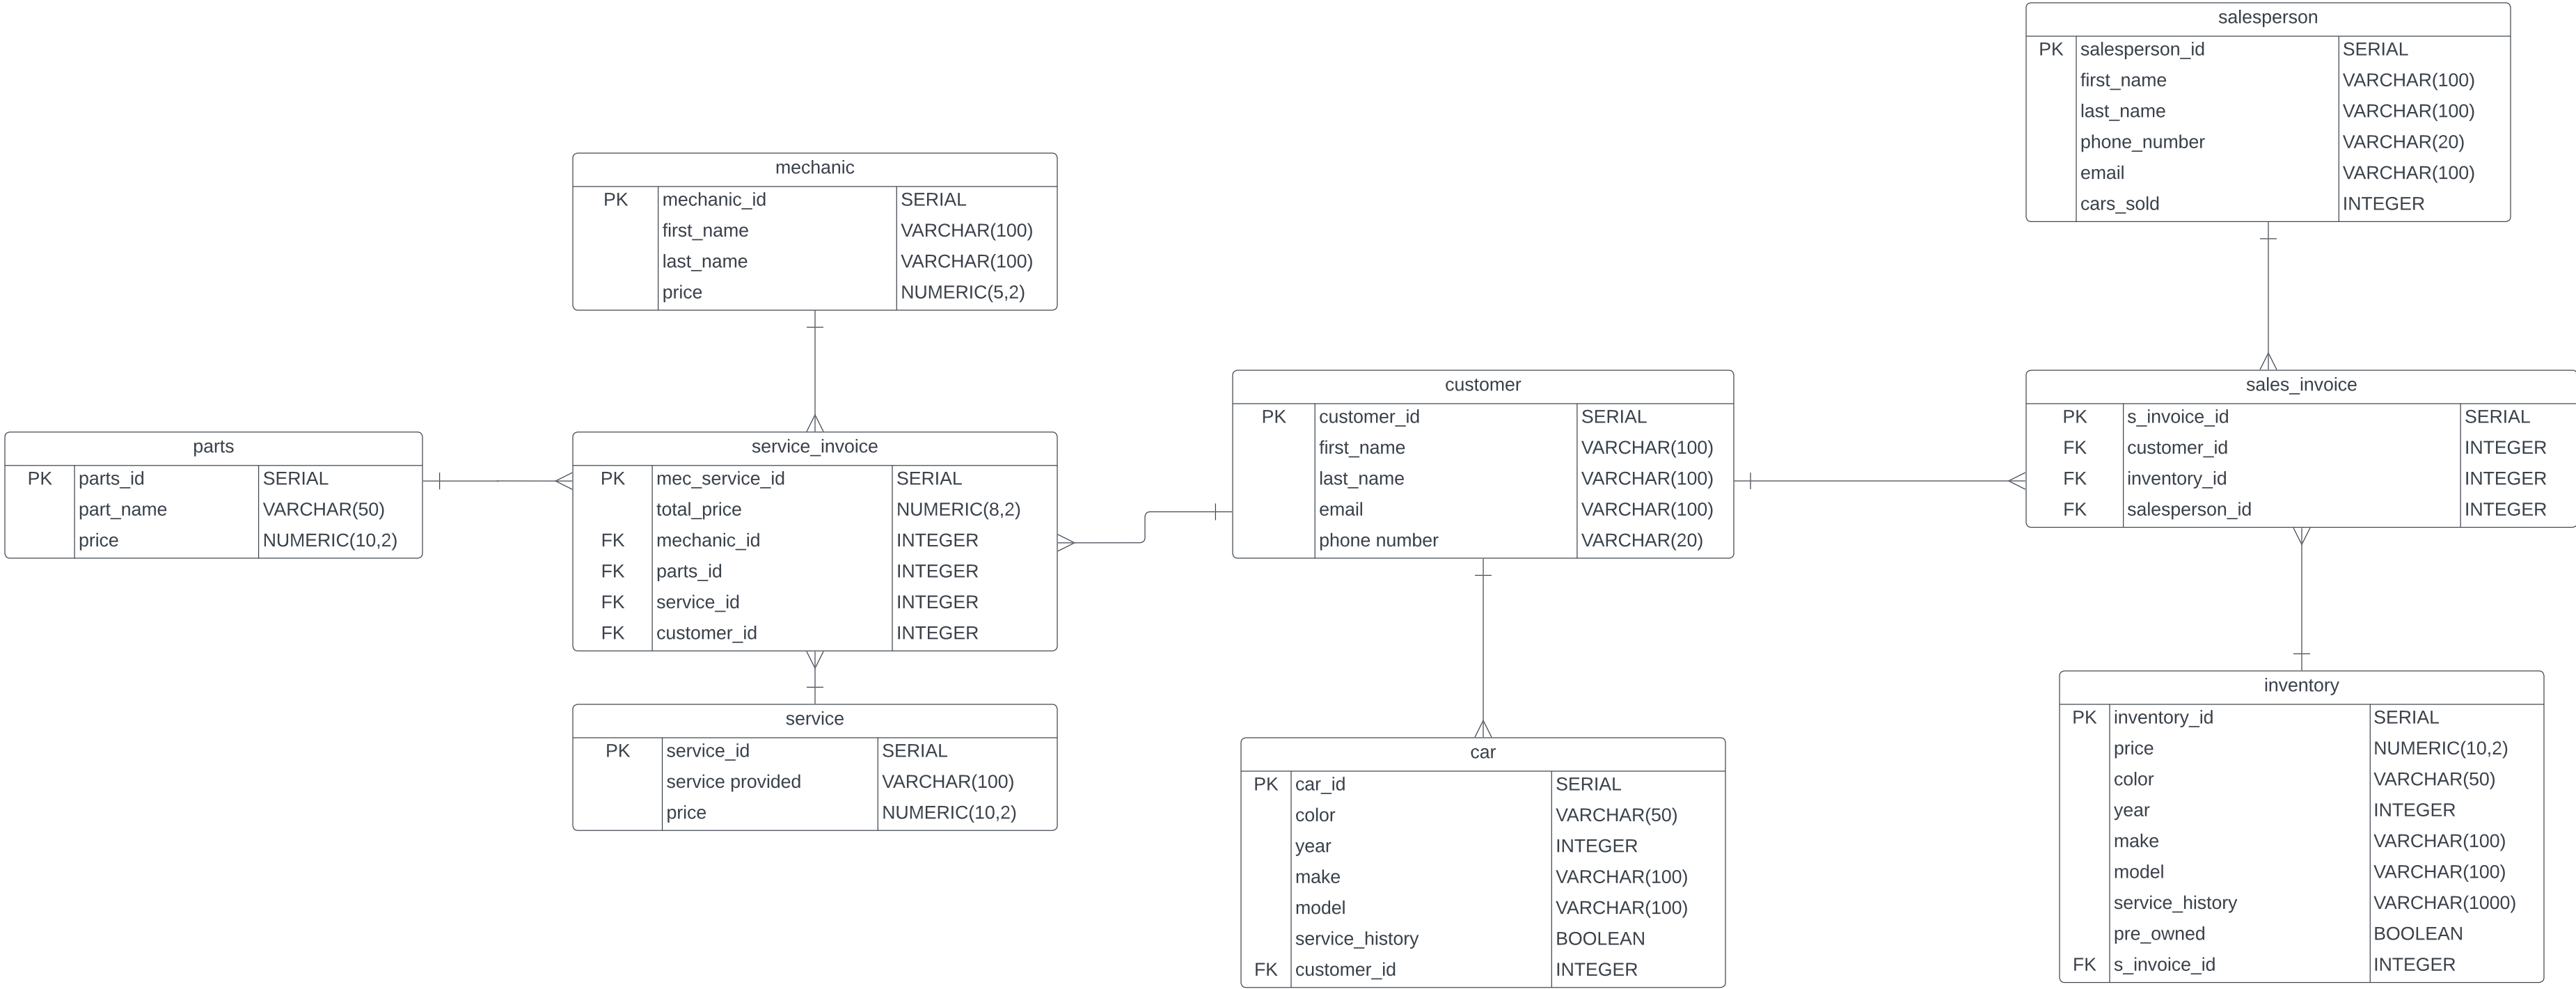 salesperson
PK salesperson_id SERIAL
first_name VARCHAR(100)
last_name VARCHAR(100)
phone_number VARCHAR(20)
email VARCHAR(100)
cars_sold INTEGER
mechanic
PK mechanic_id SERIAL
first_name VARCHAR(100)
last_name VARCHAR(100)
price NUMERIC(5,2)
parts
PK parts_id SERIAL
part_name VARCHAR(50)
price NUMERIC(10,2)
service_invoice
PK mec_service_id SERIAL
total_price NUMERIC(8,2)
FK mechanic_id INTEGER
FK parts_id INTEGER
FK service_id INTEGER
FK customer_id INTEGER
customer
PK customer_id SERIAL
first_name VARCHAR(100)
last_name VARCHAR(100)
email VARCHAR(100)
phone number VARCHAR(20)
sales_invoice
PK s_invoice_id SERIAL
FK customer_id INTEGER
FK inventory_id INTEGER
FK salesperson_id INTEGER
service
PK service_id SERIAL
service provided VARCHAR(100)
price NUMERIC(10,2)
car
PK car_id SERIAL
color VARCHAR(50)
year INTEGER
make VARCHAR(100)
model VARCHAR(100)
service_history BOOLEAN
FK customer_id INTEGER
inventory
PK inventory_id SERIAL
price NUMERIC(10,2)
color VARCHAR(50)
year INTEGER
make VARCHAR(100)
model VARCHAR(100)
service_history VARCHAR(1000)
pre_owned BOOLEAN
FK s_invoice_id INTEGER